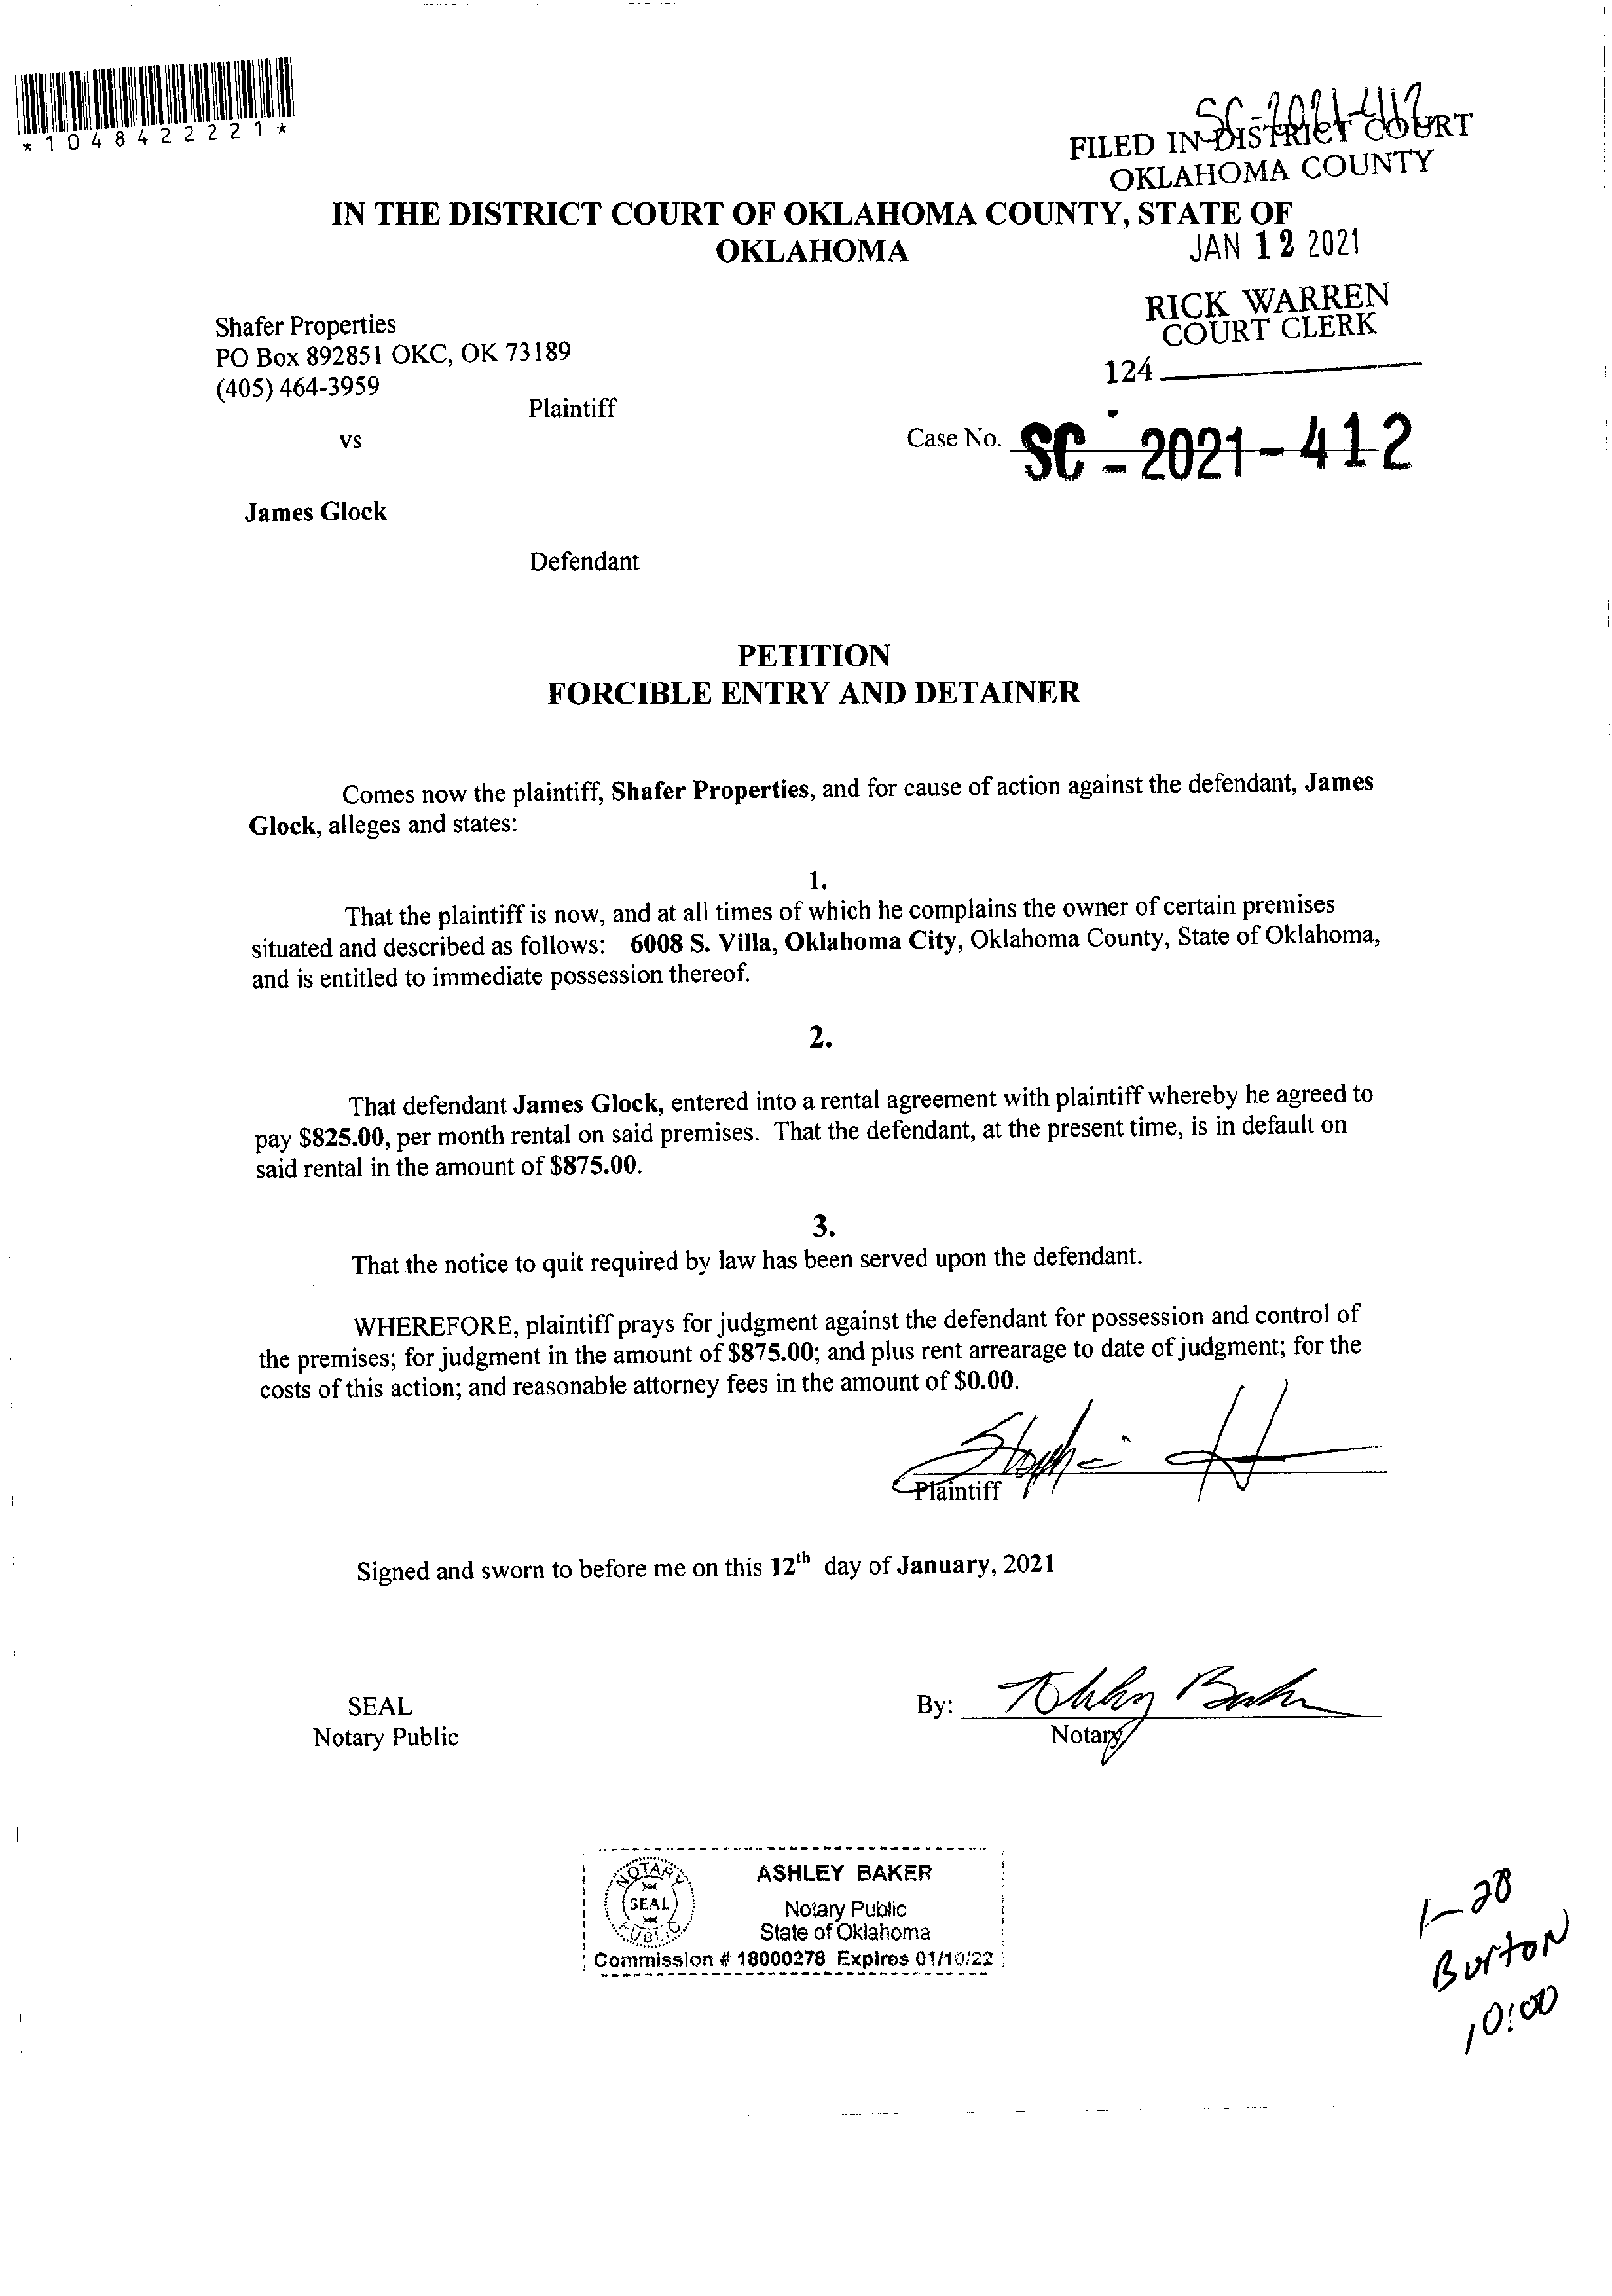 *1048422221*
SC-2021-412
FILED IN DISTRICT COURT
OKLAHOMA COUNTY
IN THE DISTRICT COURT OF OKLAHOMA COUNTY, STATE OF
OKLAHOMA
JAN 12 2021
RICK WARREN
COURT CLERK
124
Shafer Properties
PO Box 892851 OKC, OK 73189
(405) 464-3959
Plaintiff
vs
Case No. SC - 2021 - 412
James Glock
Defendant
PETITION
FORCIBLE ENTRY AND DETAINER
Comes now the plaintiff, Shafer Properties, and for cause of action against the defendant, James
Glock, alleges and states:
1.
That the plaintiff is now, and at all times of which he complains the owner of certain premises
situated and described as follows: 6008 S. Villa, Oklahoma City, Oklahoma County, State of Oklahoma,
and is entitled to immediate possession thereof.
2.
That defendant James Glock, entered into a rental agreement with plaintiff whereby he agreed to
pay $825.00, per month rental on said premises. That the defendant, at the present time, is in default on
said rental in the amount of $875.00.
3.
That the notice to quit required by law has been served upon the defendant.
WHEREFORE, plaintiff prays for judgment against the defendant for possession and control of
the premises; for judgment in the amount of $875.00; and plus rent arrearage to date of judgment; for the
costs of this action; and reasonable attorney fees in the amount of $0.00.
Plaintiff
Signed and sworn to before me on this 12th day of January, 2021
SEAL
Notary Public
By: Ashley Baker
Notary
NOTARY
SEAL
PUBLIC
ASHLEY BAKER
Notary Public
State of Oklahoma
Commission # 18000278 Expires 01/10/22
1-28
Burton
10:00